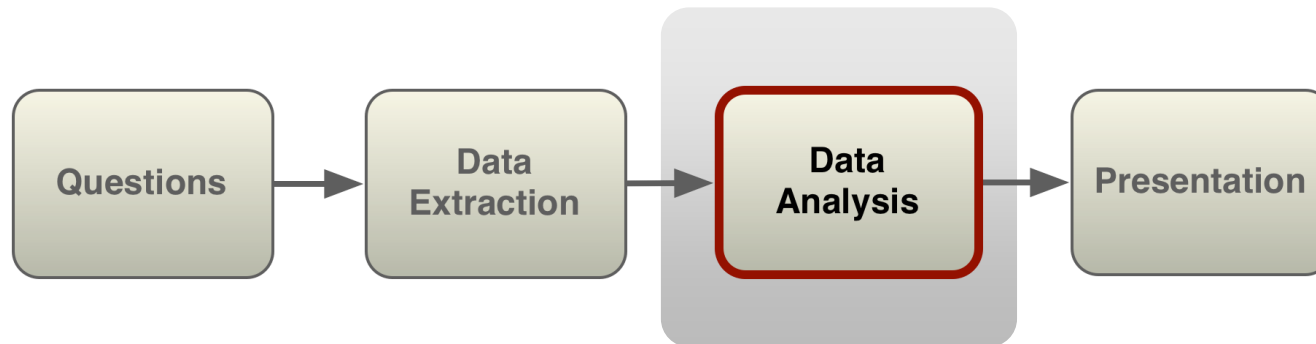 Questions
Data
Extraction
Data
Analysis
Presentation